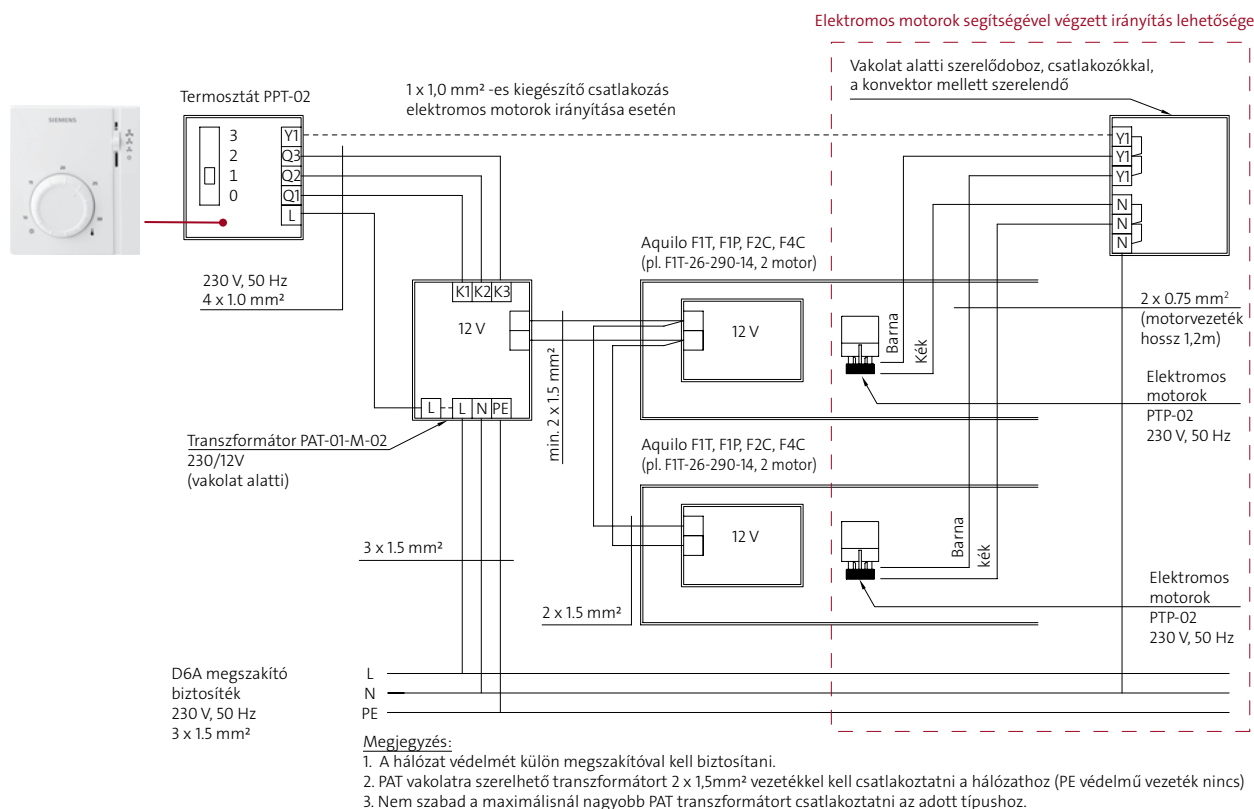 Elektromos motorok segítségével végzett irányítás lehetősége
Vakolat alatti szerelődoboz, csatlakozókkal,
a konvektor mellett szerelendő
1 x 1,0 mm² -es kiegészítő csatlakozás
elektromos motorok irányítása esetén
Termosztát PPT-02
SIEMENS
3
2
1
0
Y1
Q3
Q2
Q1
L
Y1
Y1
Y1
N
N
N
230 V, 50 Hz
4 x 1.0 mm²
K1 K2 K3
12 V
L L N PE
min. 2 x 1.5 mm²
Aquilo F1T, F1P, F2C, F4C
(pl. F1T-26-290-14, 2 motor)
12 V
Barna
Kék
2 x 0.75 mm²
(motorvezeték
hossz 1,2m)
Elektromos
motorok
PTP-02
230 V, 50 Hz
Transzformátor PAT-01-M-02
230/12V
(vakolat alatti)
Aquilo F1T, F1P, F2C, F4C
(pl. F1T-26-290-14, 2 motor)
12 V
Barna
kék
3 x 1.5 mm²
2 x 1.5 mm²
Elektromos
motorok
PTP-02
230 V, 50 Hz
D6A megszakító
biztosíték
230 V, 50 Hz
3 x 1.5 mm²
L
N
PE
Megjegyzés:
1. A hálózat védelmét külön megszakítóval kell biztosítani.
2. PAT vakolatra szerelhető transzformátort 2 x 1,5mm² vezetékkel kell csatlakoztatni a hálózathoz (PE védelmű vezeték nincs)
3. Nem szabad a maximálisnál nagyobb PAT transzformátort csatlakoztatni az adott típushoz.